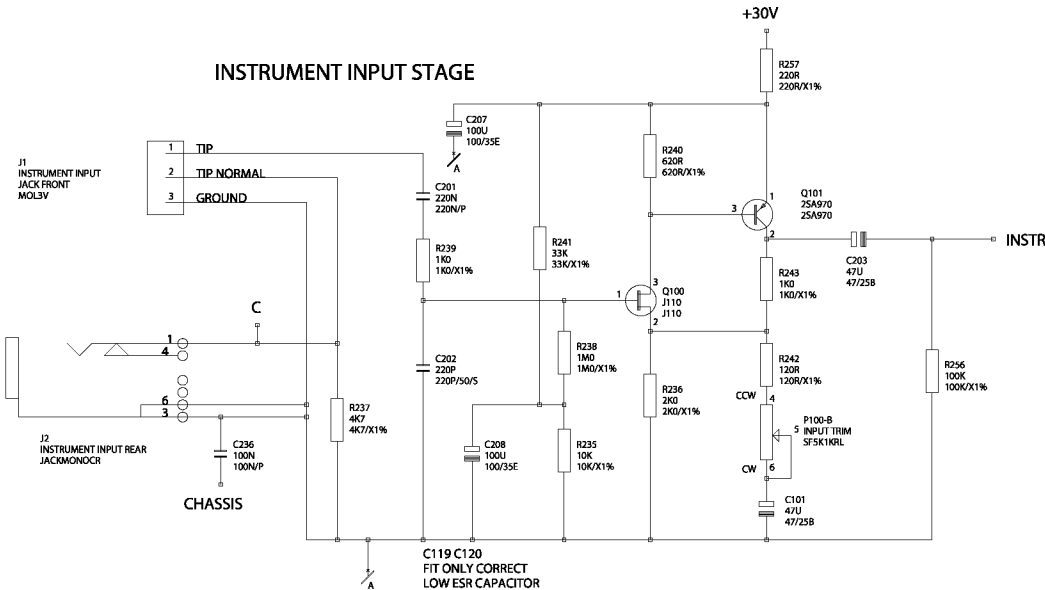 +30V
INSTRUMENT INPUT STAGE
R257
220R
220R/X1%
C207
100U
100/35E
A
R240
620R
620R/X1%
J1
INSTRUMENT INPUT
JACK FRONT
MOL3V
1 TIP
2 TIP NORMAL
3 GROUND
C201
220N
220N/P
Q101
2SA970
2SA970
1
3
2
R239
1K0
1K0/X1%
R241
33K
33K/X1%
C203
47U
47/25B
INSTR
R243
1K0
1K0/X1%
Q100
J110
J110
3
1
2
C
1
4
6
3
C202
220P
220P/50/S
R238
1M0
1M0/X1%
R242
120R
120R/X1%
R256
100K
100K/X1%
R236
2K0
2K0/X1%
CCW
4
P100-B
INPUT TRIM
SF5K1KRL
5
CW
6
R237
4K7
4K7/X1%
J2
INSTRUMENT INPUT REAR
JACKMONOCR
C236
100N
100N/P
CHASSIS
C208
100U
100/35E
R235
10K
10K/X1%
C101
47U
47/25B
A
C119 C120
FIT ONLY CORRECT
LOW ESR CAPACITOR